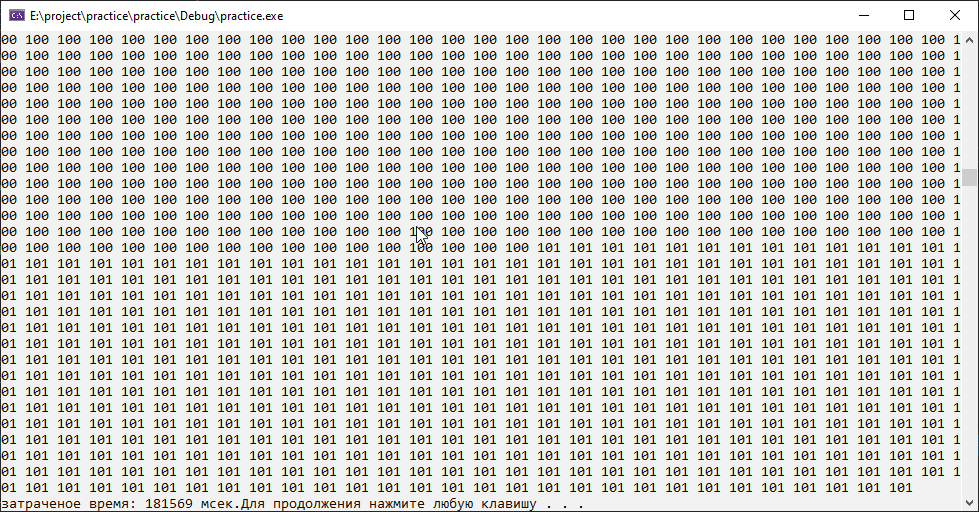 E:\project\practice\practice\Debug\practice.exe
00 100 100 100 100 100 100 100 100 100 100 100 100 100 100 100 100 100 100 100 100 100 100 100 100 100 100 100 100 100 1
00 100 100 100 100 100 100 100 100 100 100 100 100 100 100 100 100 100 100 100 100 100 100 100 100 100 100 100 100 100 1
00 100 100 100 100 100 100 100 100 100 100 100 100 100 100 100 100 100 100 100 100 100 100 100 100 100 100 100 100 100 1
00 100 100 100 100 100 100 100 100 100 100 100 100 100 100 100 100 100 100 100 100 100 100 100 100 100 100 100 100 100 1
00 100 100 100 100 100 100 100 100 100 100 100 100 100 100 100 100 100 100 100 100 100 100 100 100 100 100 100 100 100 1
00 100 100 100 100 100 100 100 100 100 100 100 100 100 100 100 100 100 100 100 100 100 100 100 100 100 100 100 100 100 1
00 100 100 100 100 100 100 100 100 100 100 100 100 100 100 100 100 100 100 100 100 100 100 100 100 100 100 100 100 100 1
00 100 100 100 100 100 100 100 100 100 100 100 100 100 100 100 100 100 100 100 100 100 100 100 100 100 100 100 100 100 1
00 100 100 100 100 100 100 100 100 100 100 100 100 100 100 100 100 100 100 100 100 100 100 100 100 100 100 100 100 100 1
00 100 100 100 100 100 100 100 100 100 100 100 100 100 100 100 100 100 100 100 100 100 100 100 100 100 100 100 100 100 1
00 100 100 100 100 100 100 100 100 100 100 100 100 100 100 100 100 100 100 100 100 100 100 100 100 100 100 100 100 100 1
00 100 100 100 100 100 100 100 100 100 100 100 100 100 100 100 100 100 100 100 100 100 100 100 100 100 100 100 100 100 1
00 100 100 100 100 100 100 100 100 100 100 100 100 100 100 100 100 100 100 100 100 100 100 100 100 100 100 100 100 100 1
00 100 100 100 100 100 100 100 100 100 100 100 100 100 100 100 100 101 101 101 101 101 101 101 101 101 101 101 101 101 1
01 101 101 101 101 101 101 101 101 101 101 101 101 101 101 101 101 101 101 101 101 101 101 101 101 101 101 101 101 101 1
01 101 101 101 101 101 101 101 101 101 101 101 101 101 101 101 101 101 101 101 101 101 101 101 101 101 101 101 101 101 1
01 101 101 101 101 101 101 101 101 101 101 101 101 101 101 101 101 101 101 101 101 101 101 101 101 101 101 101 101 101 1
01 101 101 101 101 101 101 101 101 101 101 101 101 101 101 101 101 101 101 101 101 101 101 101 101 101 101 101 101 101 1
01 101 101 101 101 101 101 101 101 101 101 101 101 101 101 101 101 101 101 101 101 101 101 101 101 101 101 101 101 101 1
01 101 101 101 101 101 101 101 101 101 101 101 101 101 101 101 101 101 101 101 101 101 101 101 101 101 101 101 101 101 1
01 101 101 101 101 101 101 101 101 101 101 101 101 101 101 101 101 101 101 101 101 101 101 101 101 101 101 101 101 101 1
01 101 101 101 101 101 101 101 101 101 101 101 101 101 101 101 101 101 101 101 101 101 101 101 101 101 101 101 101 101 1
01 101 101 101 101 101 101 101 101 101 101 101 101 101 101 101 101 101 101 101 101 101 101 101 101 101 101 101 101 101 1
01 101 101 101 101 101 101 101 101 101 101 101 101 101 101 101 101 101 101 101 101 101 101 101 101 101 101 101 101 101 1
01 101 101 101 101 101 101 101 101 101 101 101 101 101 101 101 101 101 101 101 101 101 101 101 101 101 101 101 101 101 1
01 101 101 101 101 101 101 101 101 101 101 101 101 101 101 101 101 101 101 101 101 101 101 101 101 101 101 101 101 101 1
01 101 101 101 101 101 101 101 101 101 101 101 101 101 101 101 101 101 101 101 101 101 101 101 101 101 101 101 101 101 1
01 101 101 101 101 101 101 101 101 101 101 101 101 101 101 101 101 101 101 101 101 101 101 101 101 101 101 101 101 101 1
01 101 101 101 101 101 101 101 101 101 101 101 101 101 101 101 101 101 101 101 101 101 101 101 101 101 101 101 101
затраченое время: 181569 мсек.Для продолжения нажмите любую клавишу . . .